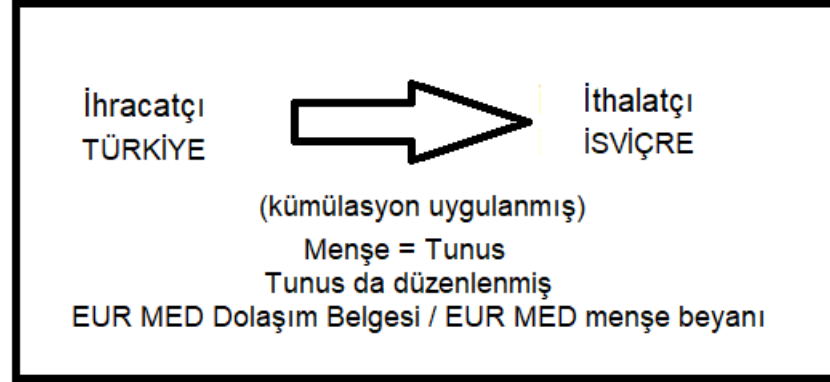 İhracatçı
TÜRKİYE
İthalatçı
İSVİÇRE
(kümülasyon uygulanmış)
Menşe = Tunus
Tunus da düzenlenmiş
EUR MED Dolaşım Belgesi / EUR MED menşe beyanı